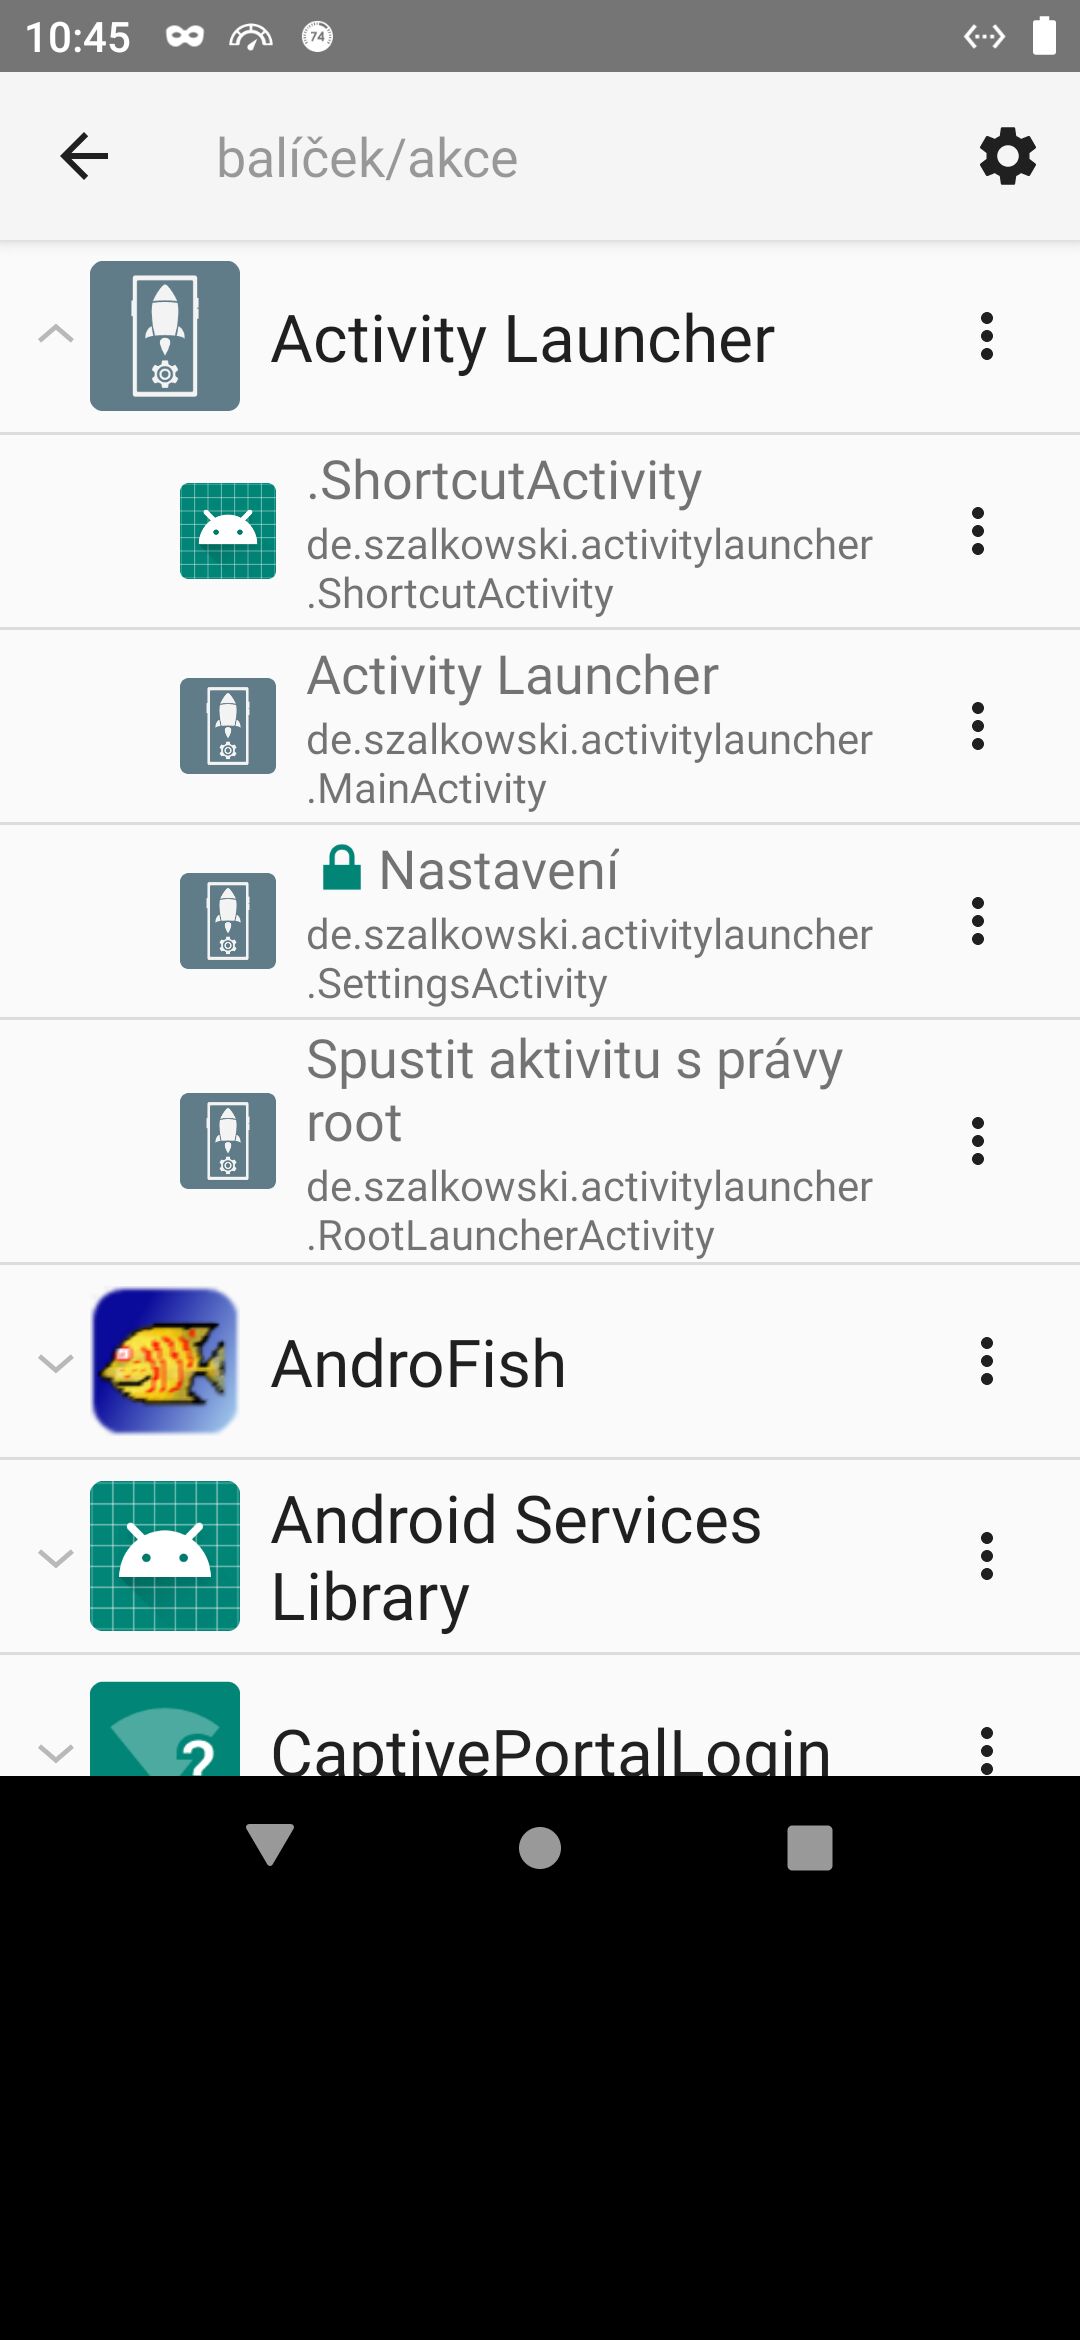 10:45
74
balíček/akce
Activity Launcher
.ShortcutActivity
de.szalkowski.activitylauncher
.ShortcutActivity
Activity Launcher
de.szalkowski.activitylauncher
.MainActivity
Nastavení
de.szalkowski.activitylauncher
.SettingsActivity
Spustit aktivitu s právy
root
de.szalkowski.activitylauncher
.RootLauncherActivity
AndroFish
Android Services
Library
?
CaptivePortalLogin